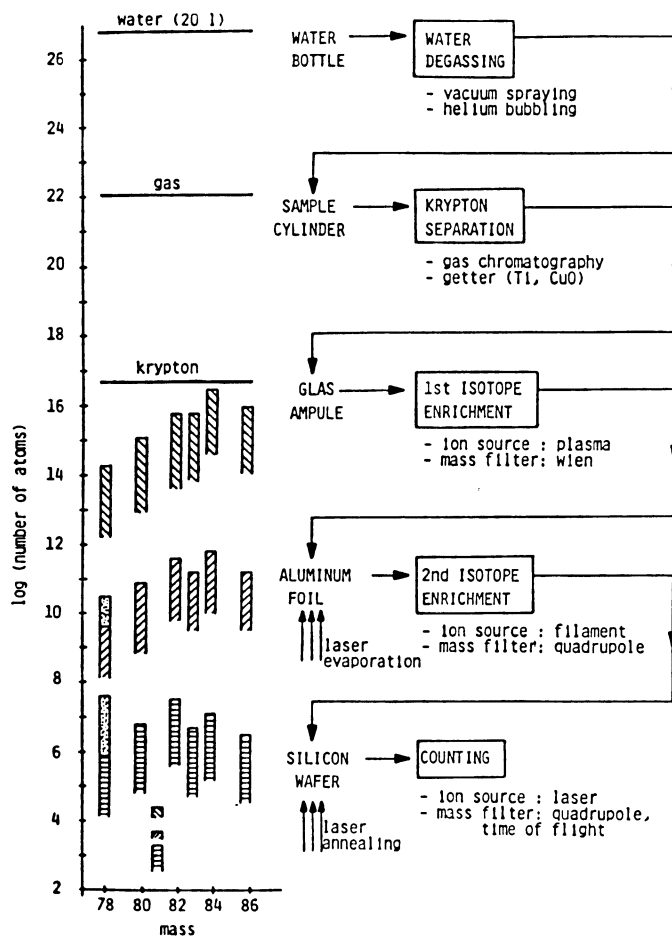 water (20 l)
26
24
gas
22
20
18
krypton
16
14
12
10
8
6
4
2
log (number of atoms)
78 80 82 84 86
mass
WATER
BOTTLE
WATER
DEGASSING
- vacuum spraying
- helium bubbling
SAMPLE
CYLINDER
KRYPTON
SEPARATION
- gas chromatography
- getter (Ti, CuO)
GLAS
AMPULE
1st ISOTOPE
ENRICHMENT
- ion source : plasma
- mass filter: wien
ALUMINUM
FOIL
laser
evaporation
2nd ISOTOPE
ENRICHMENT
- ion source : filament
- mass filter: quadrupole
SILICON
WAFER
laser
annealing
COUNTING
- ion source : laser
- mass filter: quadrupole,
time of flight